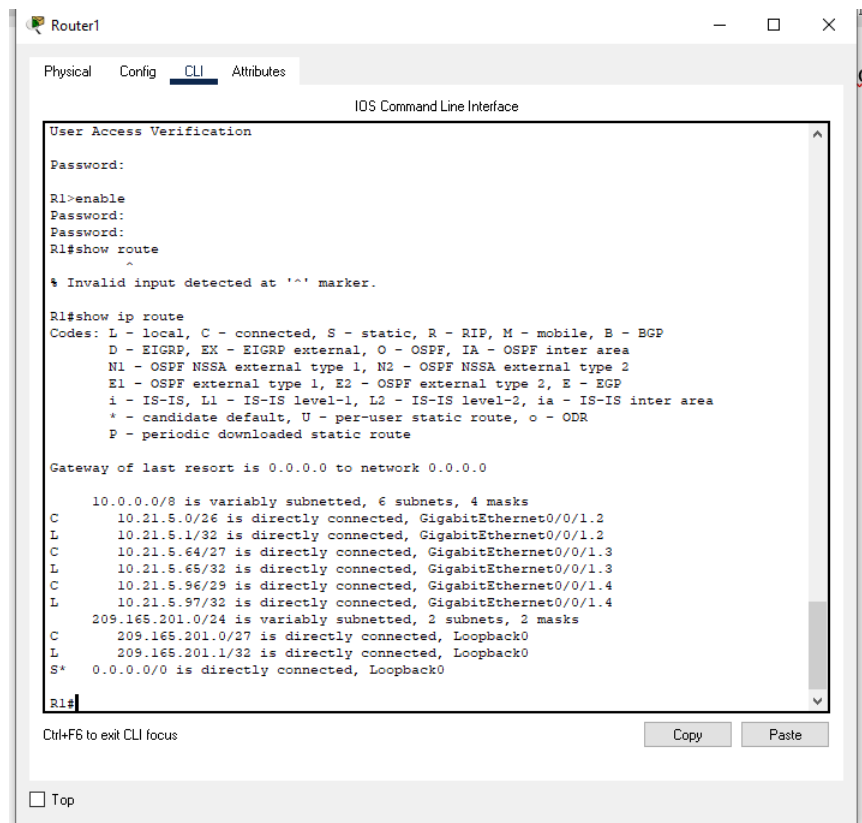 Router1
Physical Config CLI Attributes
IOS Command Line Interface
User Access Verification
Password:
R1>enable
Password:
Password:
R1#show route
^
% Invalid input detected at '^' marker.
R1#show ip route
Codes: L - local, C - connected, S - static, R - RIP, M - mobile, B - BGP
D - EIGRP, EX - EIGRP external, O - OSPF, IA - OSPF inter area
N1 - OSPF NSSA external type 1, N2 - OSPF NSSA external type 2
E1 - OSPF external type 1, E2 - OSPF external type 2, E - EGP
i - IS-IS, L1 - IS-IS level-1, L2 - IS-IS level-2, ia - IS-IS inter area
* - candidate default, U - per-user static route, o - ODR
P - periodic downloaded static route
Gateway of last resort is 0.0.0.0 to network 0.0.0.0
10.0.0.0/8 is variably subnetted, 6 subnets, 4 masks
C 10.21.5.0/26 is directly connected, GigabitEthernet0/0/1.2
L 10.21.5.1/32 is directly connected, GigabitEthernet0/0/1.2
C 10.21.5.64/27 is directly connected, GigabitEthernet0/0/1.3
L 10.21.5.65/32 is directly connected, GigabitEthernet0/0/1.3
C 10.21.5.96/29 is directly connected, GigabitEthernet0/0/1.4
L 10.21.5.97/32 is directly connected, GigabitEthernet0/0/1.4
209.165.201.0/24 is variably subnetted, 2 subnets, 2 masks
C 209.165.201.0/27 is directly connected, Loopback0
L 209.165.201.1/32 is directly connected, Loopback0
S* 0.0.0.0/0 is directly connected, Loopback0
R1#
Ctrl+F6 to exit CLI focus
Copy Paste
Top